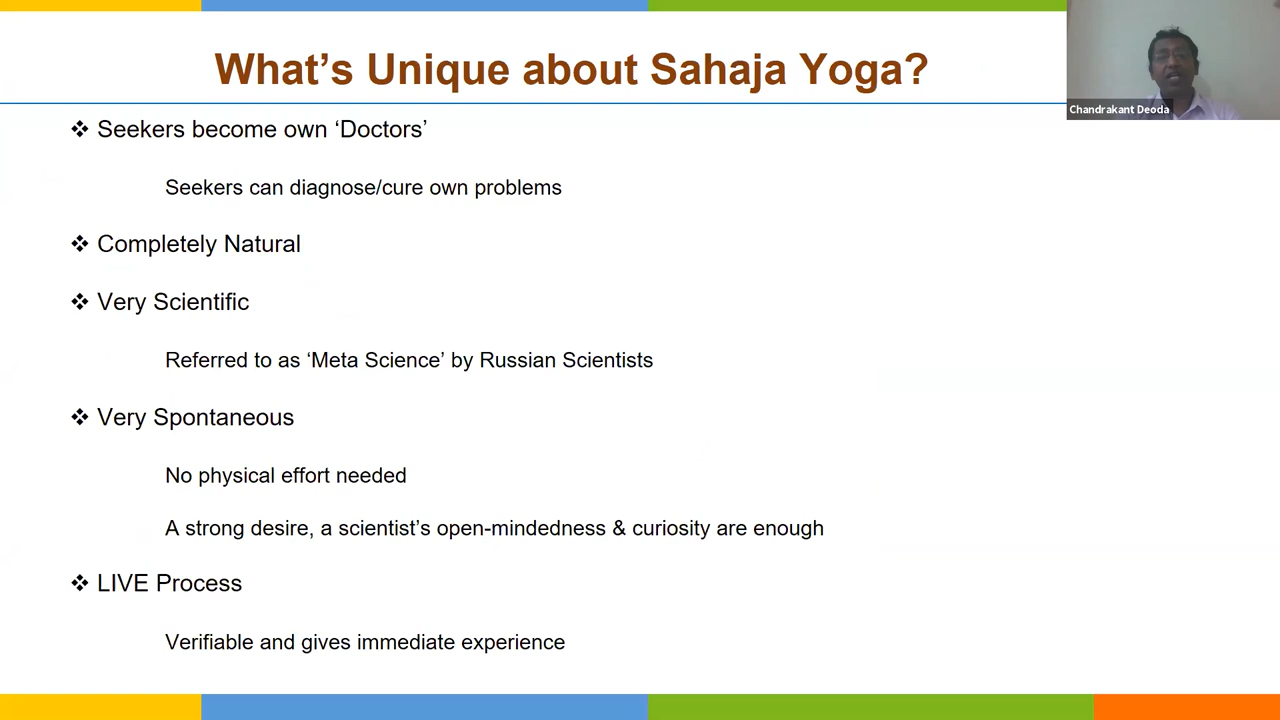 What's Unique about Sahaja Yoga?
Chandrakant Deoda
❖ Seekers become own ‘Doctors’
Seekers can diagnose/cure own problems
❖ Completely Natural
❖ Very Scientific
Referred to as ‘Meta Science’ by Russian Scientists
❖ Very Spontaneous
No physical effort needed
A strong desire, a scientist’s open-mindedness & curiosity are enough
❖ LIVE Process
Verifiable and gives immediate experience